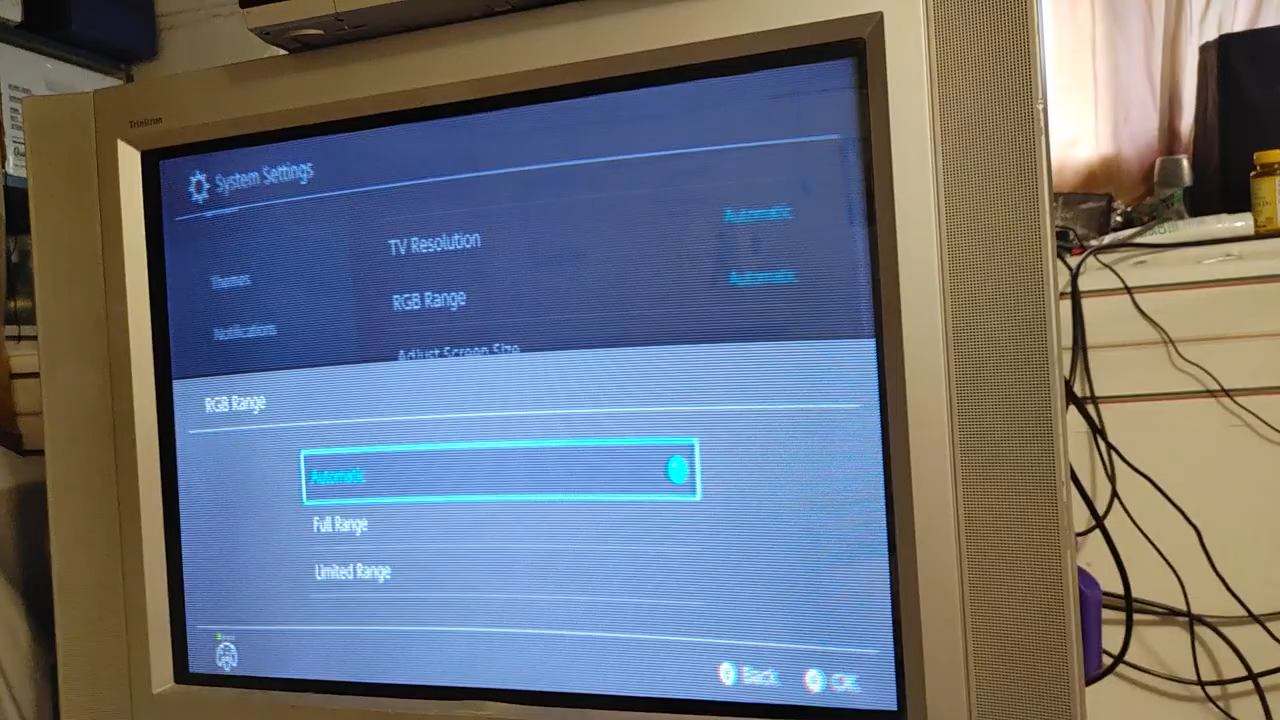 Trinitron
System Settings
TV Resolution
Automatic
Themes
RGB Range
Automatic
Notifications
Adjust Screen Size
RGB Range
Automatic
Full Range
Limited Range
Back
OK